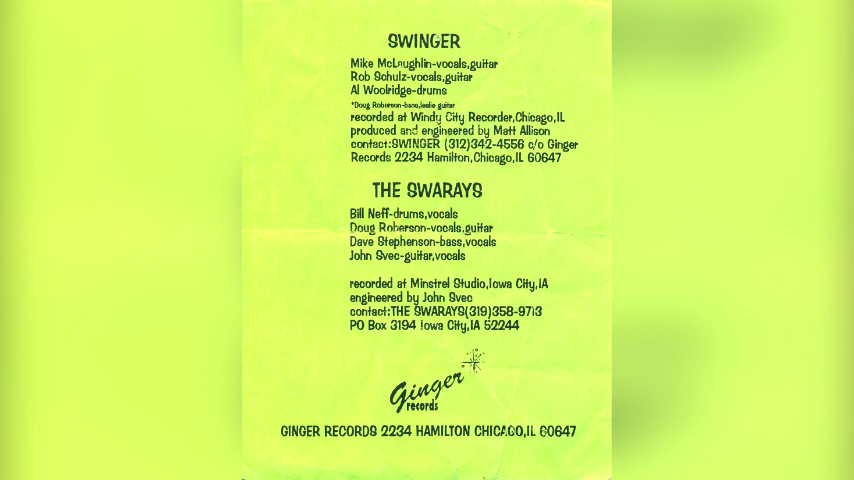 SWINGER
Mike McLaughlin-vocals,guitar
Rob Schulz-vocals,guitar
Al Woolridge-drums
*Doug Roberson-bass,leslie guitar
recorded at Windy City Recorder,Chicago,IL
produced and engineered by Matt Allison
contact:SWINGER (312)342-4556 c/o Ginger
Records 2234 Hamilton,Chicago,IL 60647
THE SWARAYS
Bill Neff-drums,vocals
Doug Roberson-vocals,guitar
Dave Stephenson-bass,vocals
John Svec-guitar,vocals
recorded at Minstrel Studio,Iowa City,IA
engineered by John Svec
contact:THE SWARAYS(319)358-9713
PO Box 3194 Iowa City,IA 52244
Ginger
records
GINGER RECORDS 2234 HAMILTON CHICAGO,IL 60647